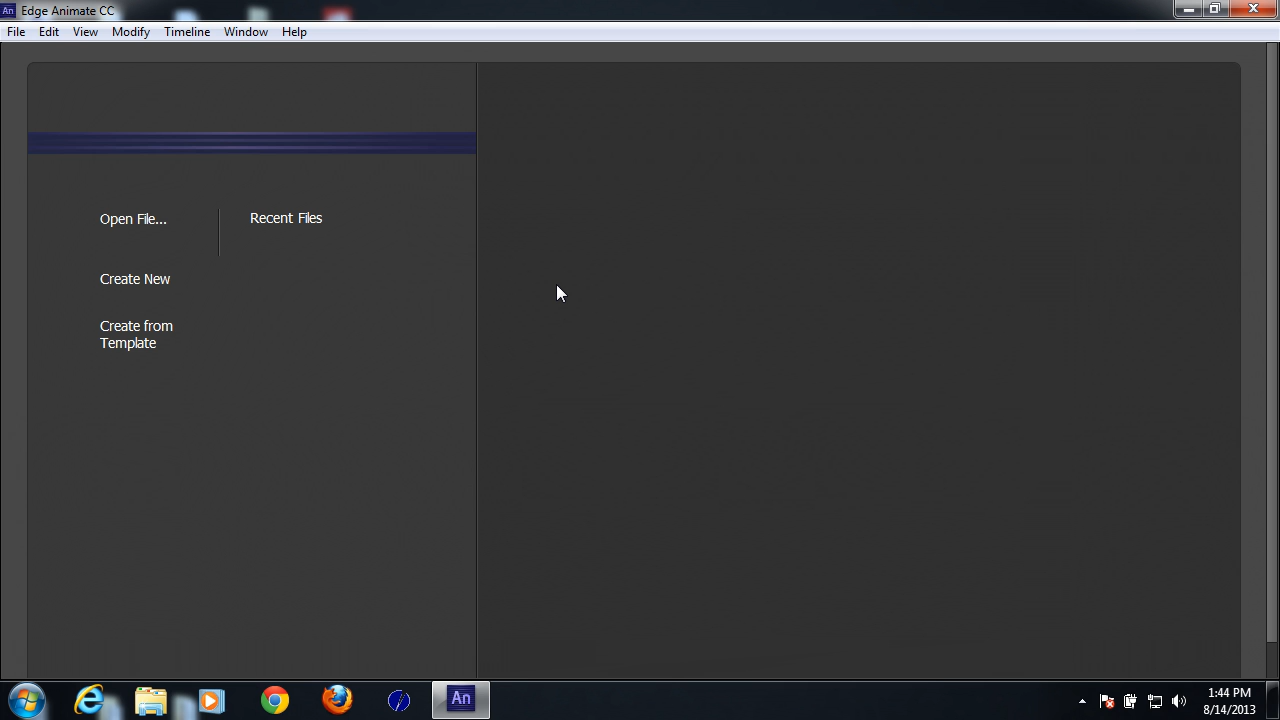 An Edge Animate CC
File Edit View Modify Timeline Window Help
Open File...
Recent Files
Create New
Create from
Template
An
1:44 PM
8/14/2013